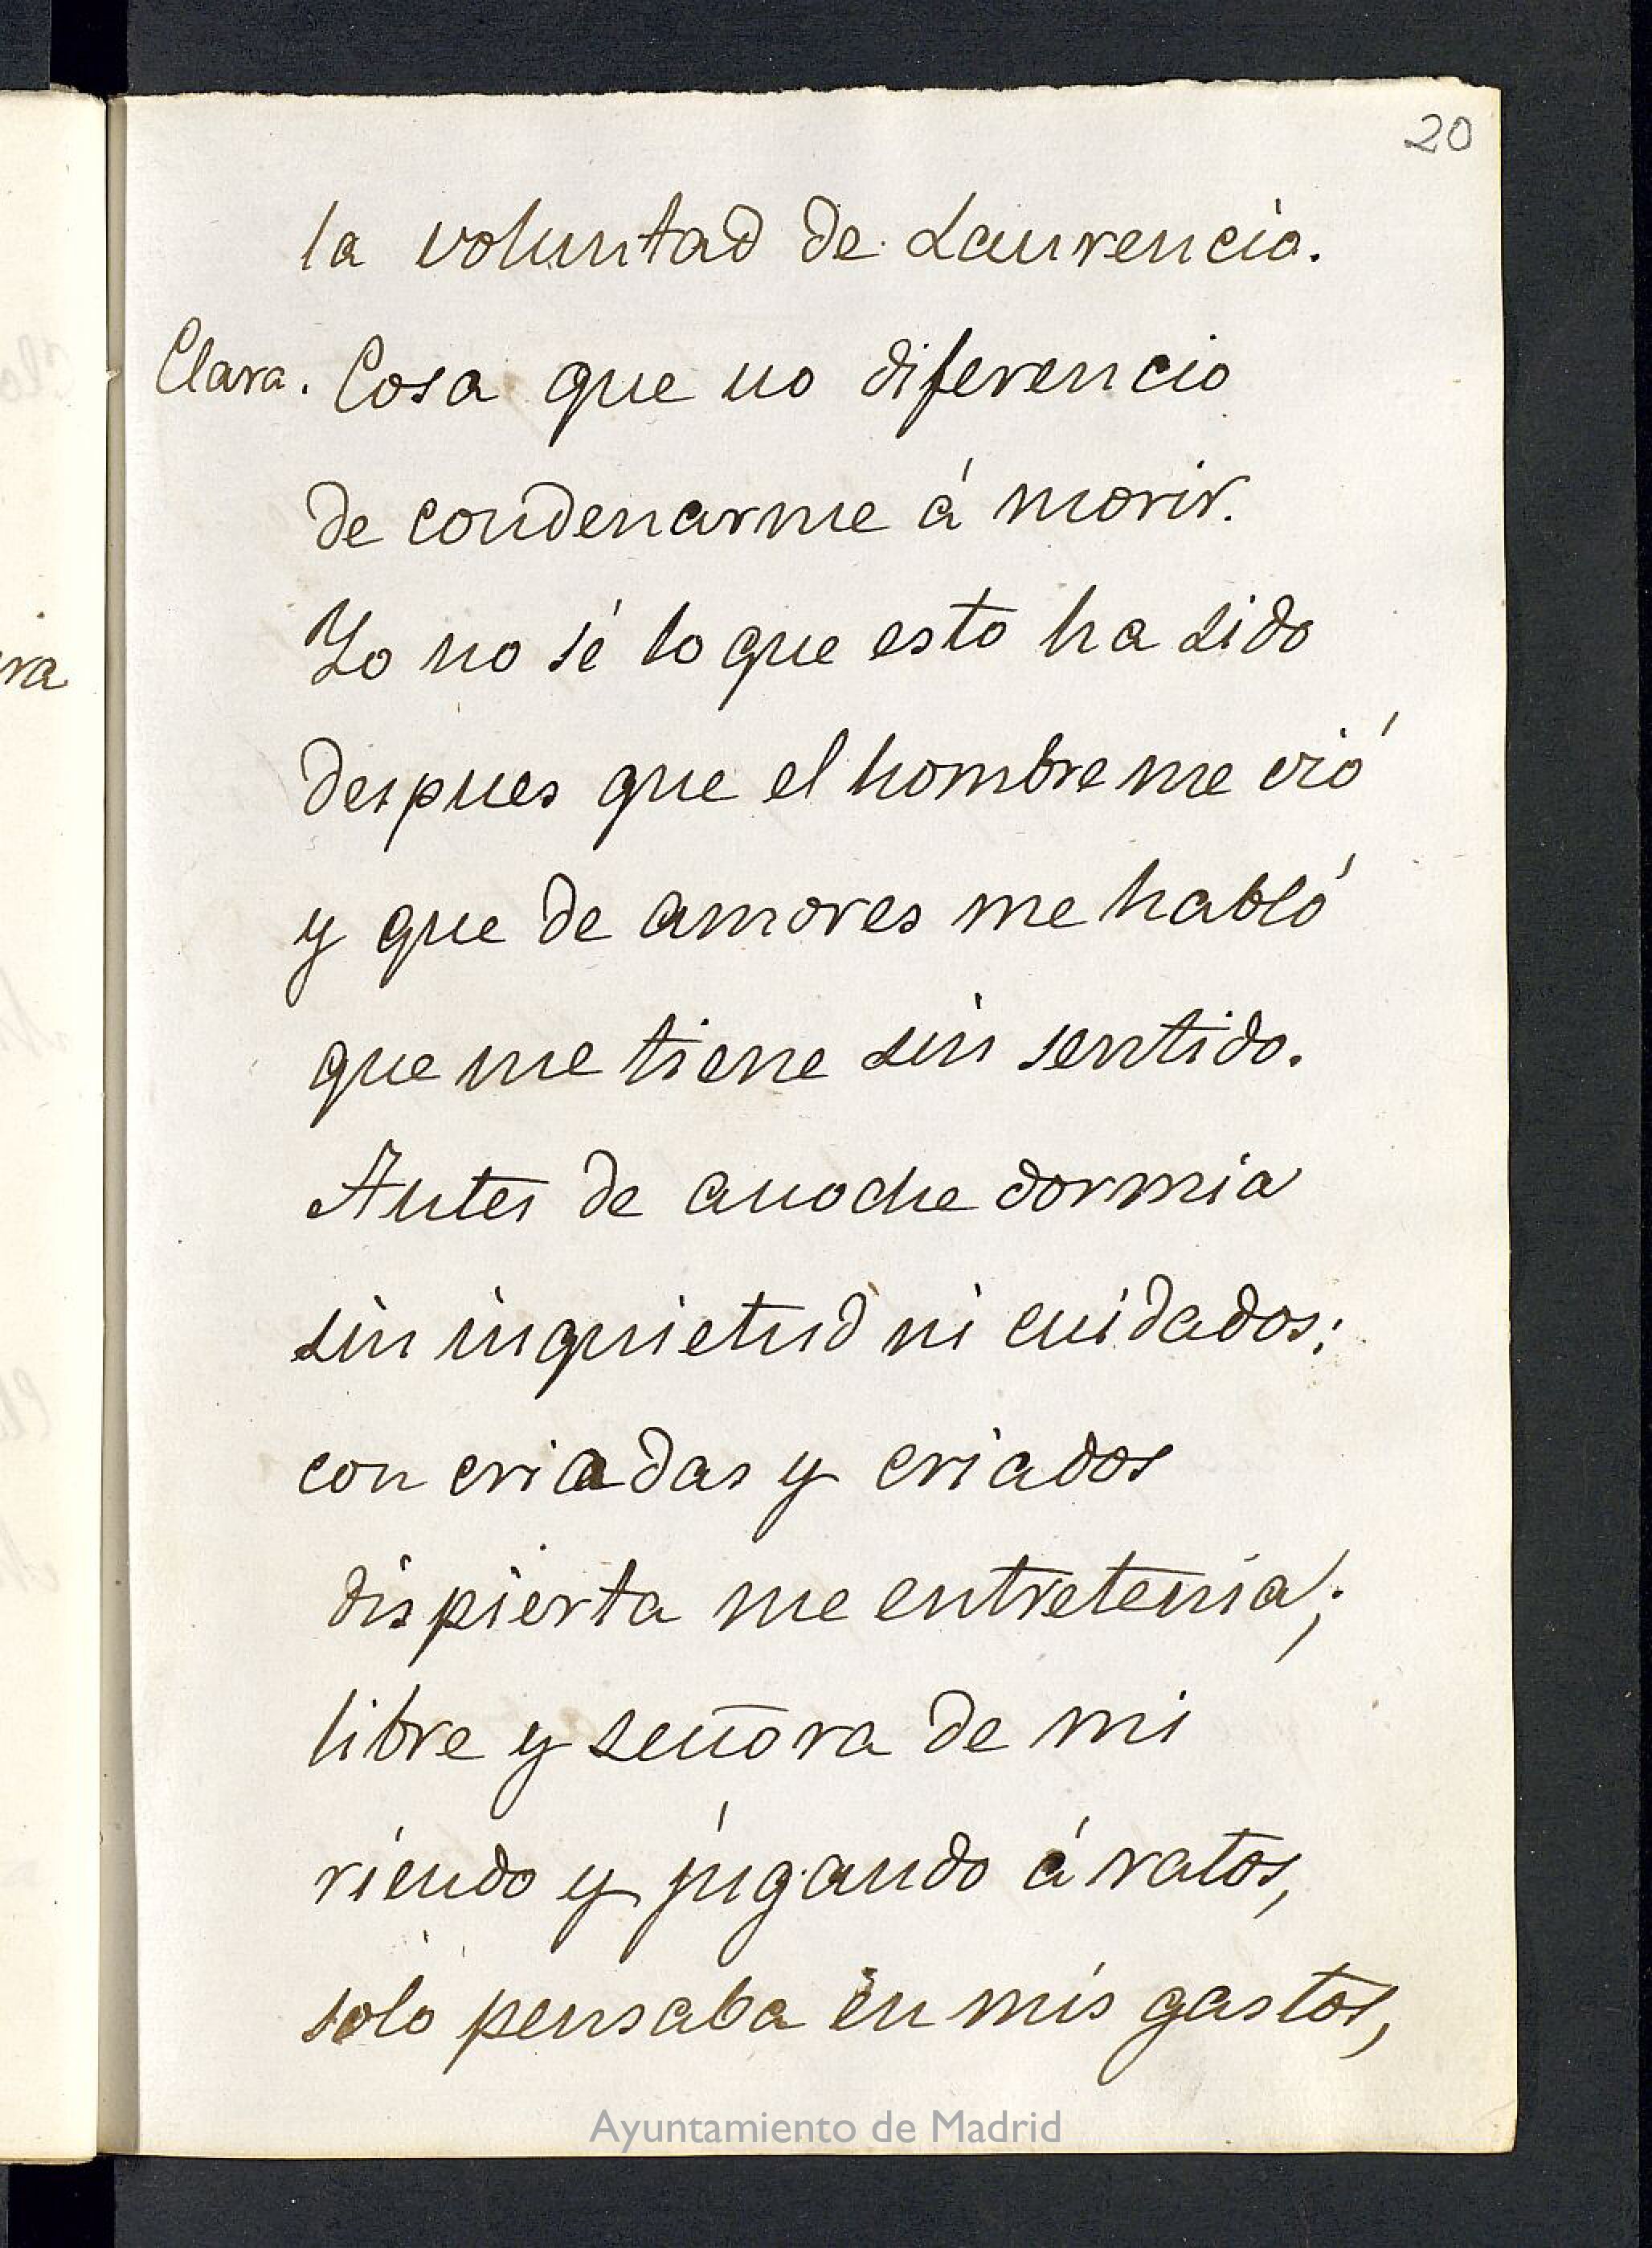 20
la voluntad de Laurencio.
Clara. Cosa que no diferencio
de condenarme á morir.
Yo no sé lo que esto ha sido
despues que el hombre me vió
y que de amores me habló
que me tiene sin sentido.
Antes de anoche dormia
sin inquietud ni cuidados;
con criadas y criados
dispierta me entretenia;
libre y señora de mi
riendo y jugando á ratos,
solo pensaba en mis gastos,
ra
Ayuntamiento de Madrid